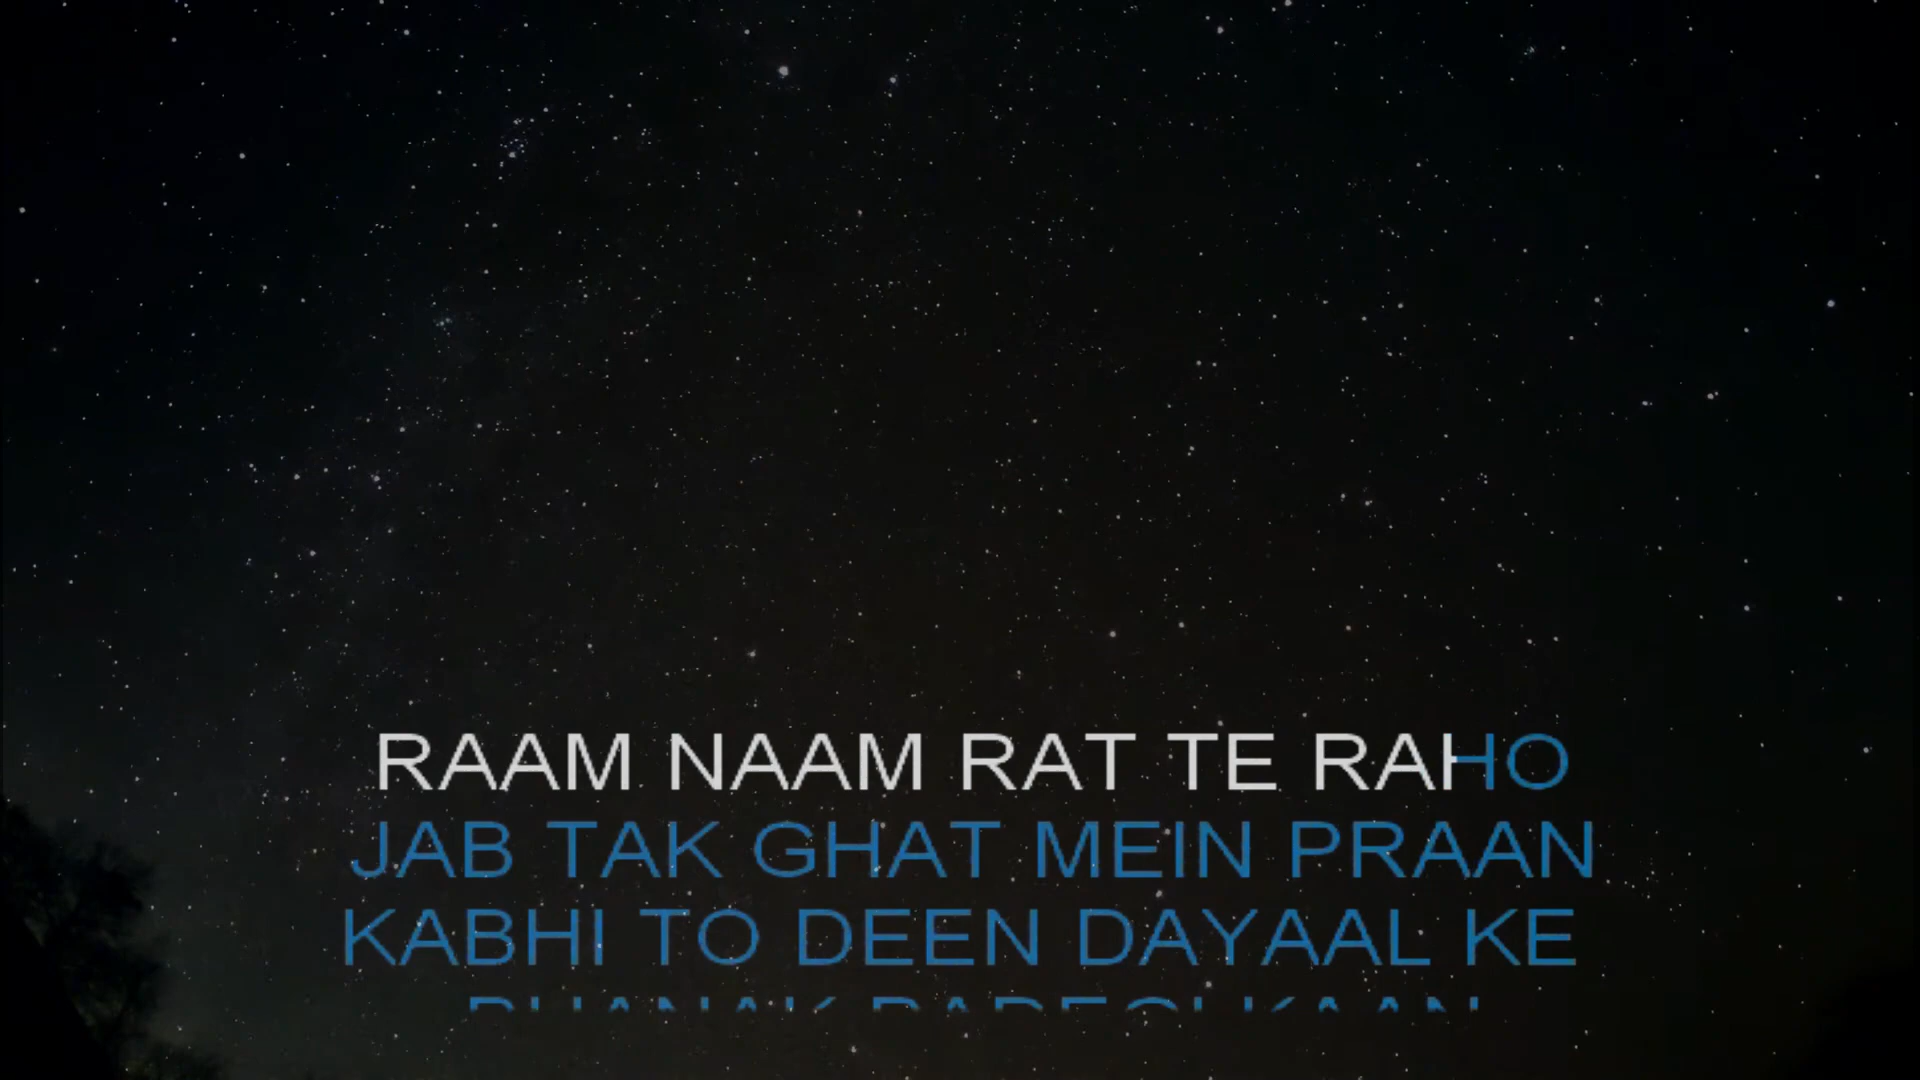 RAAM NAAM RAT TE RAHO
JAB TAK GHAT MEIN PRAAN
KABHI TO DEEN DAYAAL KE